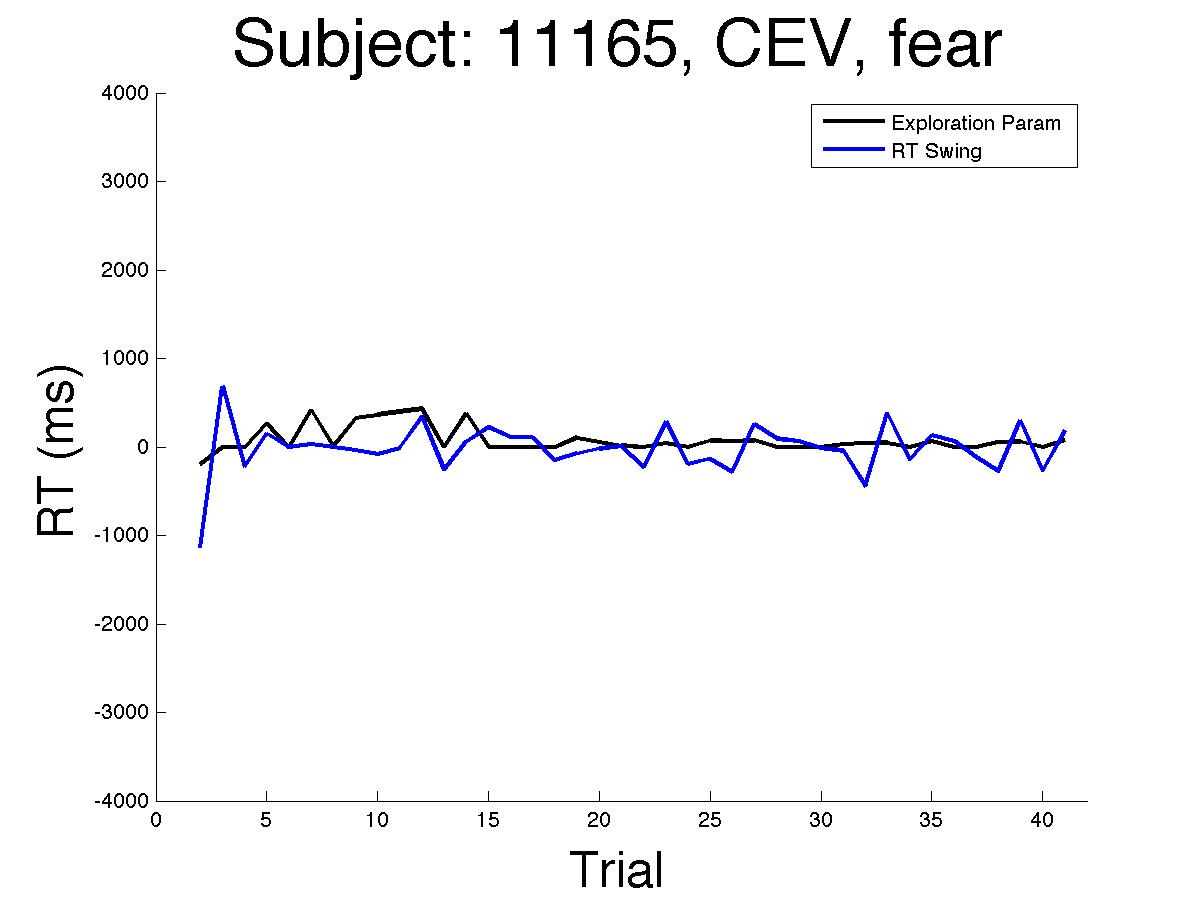 Subject: 11165, CEV, fear
Exploration Param
RT Swing
RT (ms)
4000
3000
2000
1000
0
-1000
-2000
-3000
-4000
0 5 10 15 20 25 30 35 40
Trial